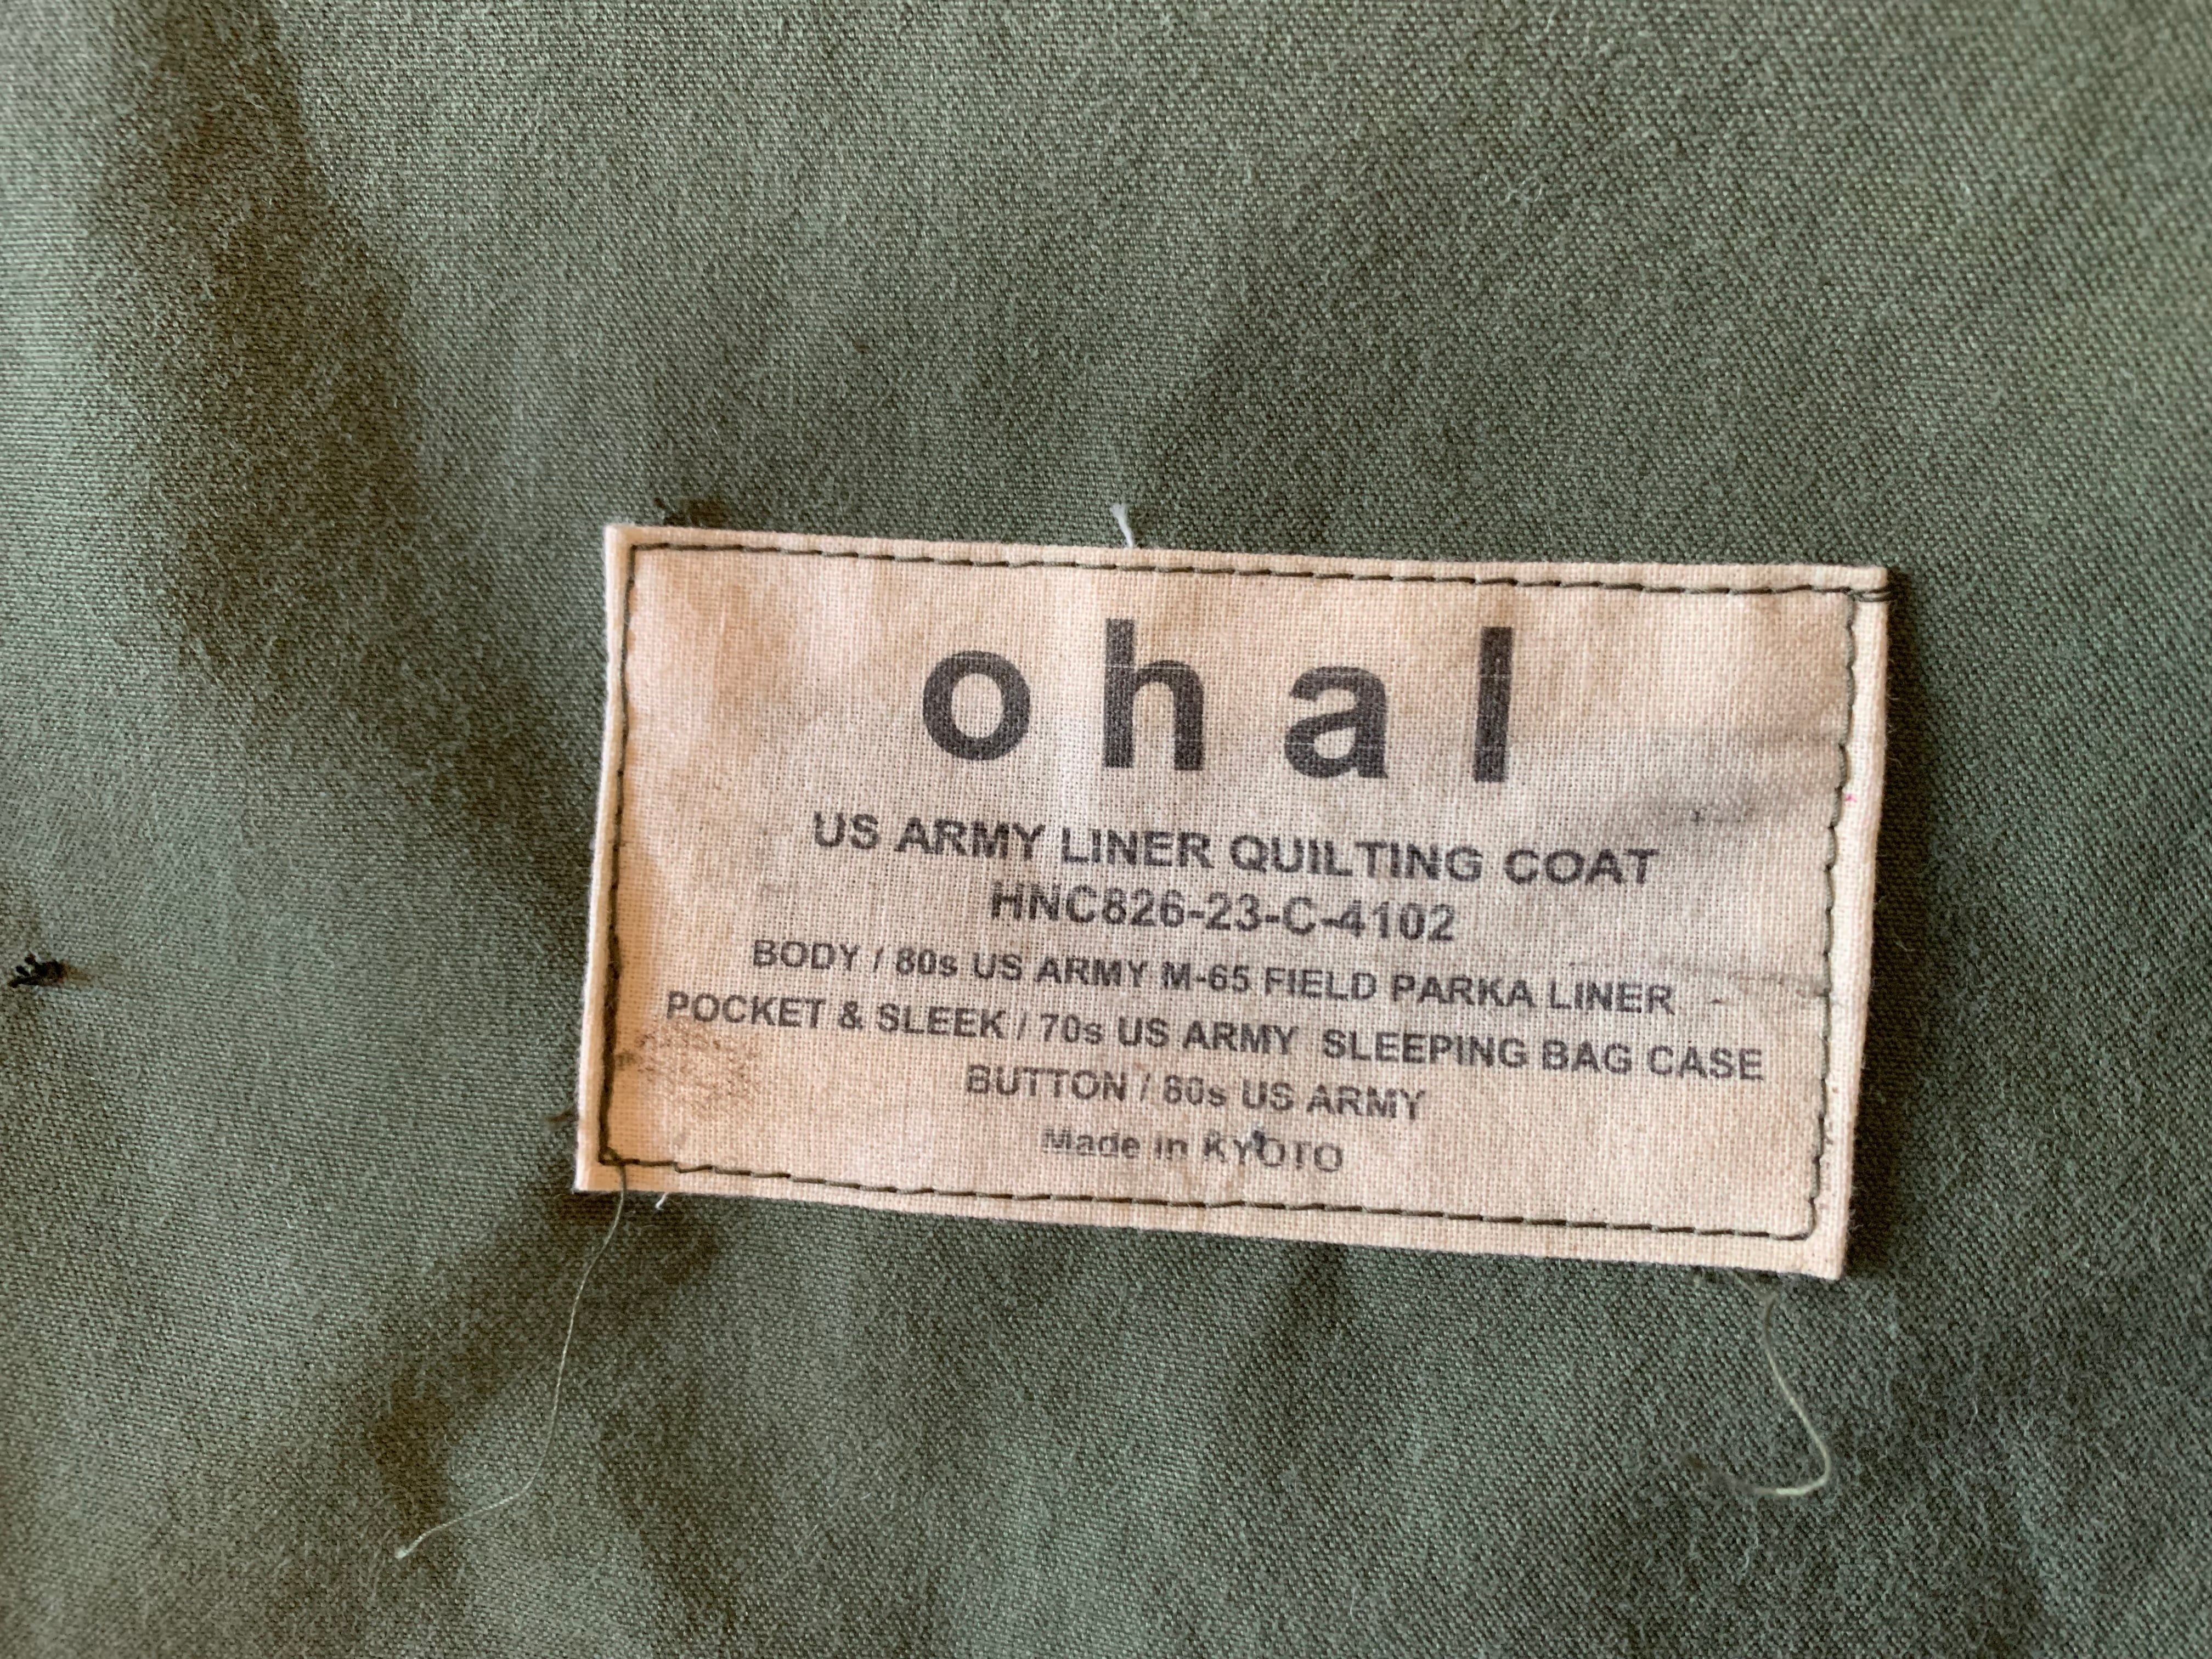 ohal
US ARMY LINER QUILTING COAT
HNC826-23-C-4102
BODY / 80s US ARMY M-65 FIELD PARKA LINER
POCKET & SLEEK / 70s US ARMY SLEEPING BAG CASE
BUTTON / 80s US ARMY
Made in KYOTO